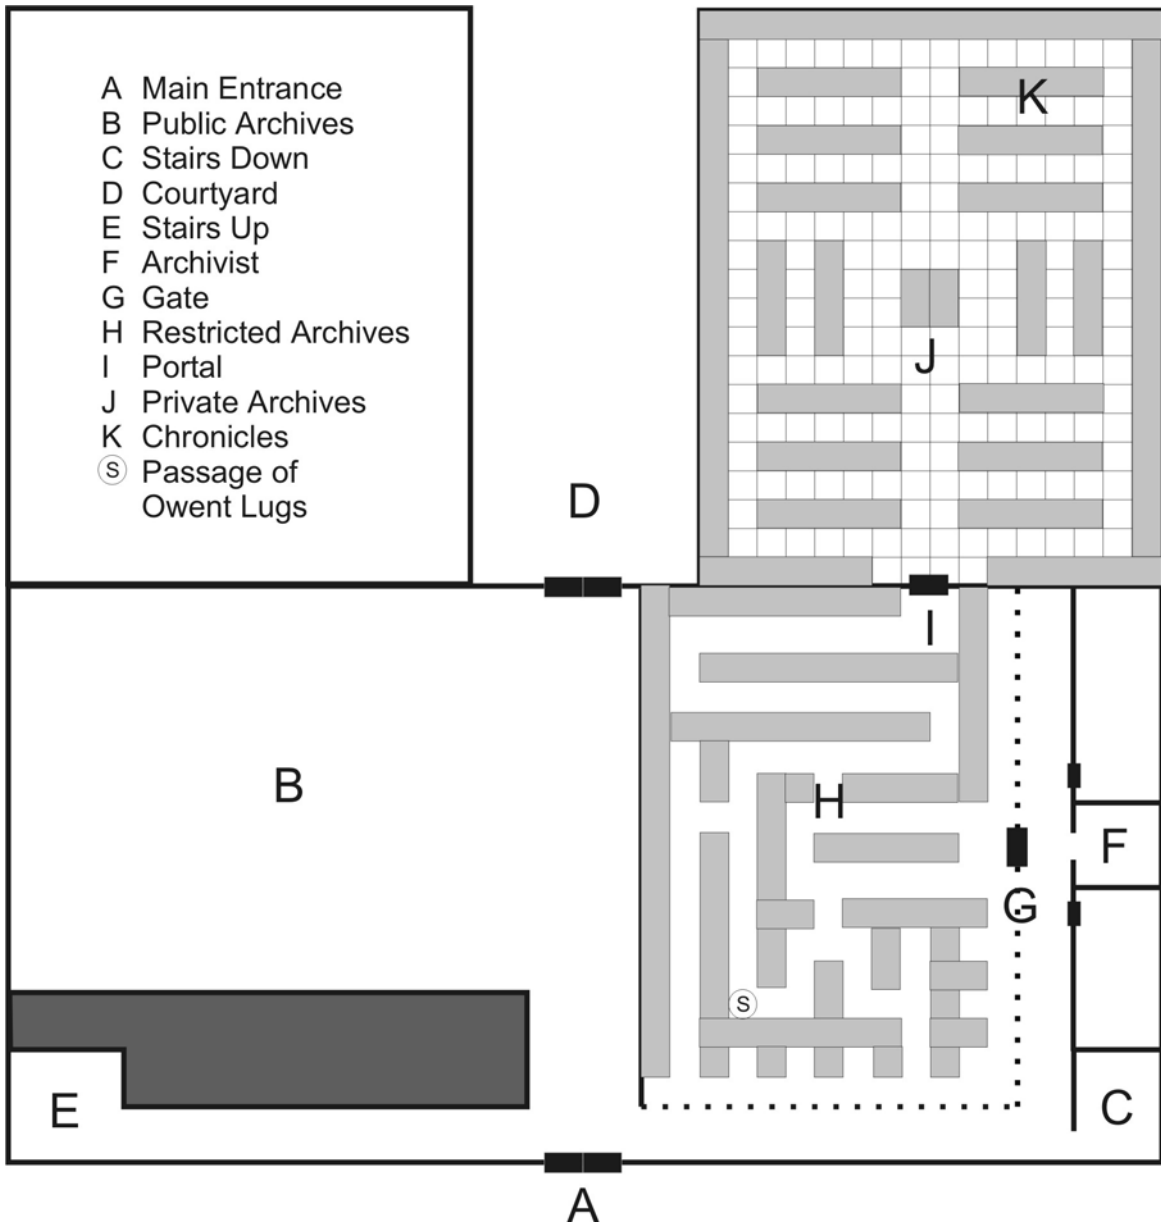 A Main Entrance
B Public Archives
C Stairs Down
D Courtyard
E Stairs Up
F Archivist
G Gate
H Restricted Archives
I Portal
J Private Archives
K Chronicles
S Passage of
Owent Lugs
K
J
D
I
B
H
F
G
S
E
C
A